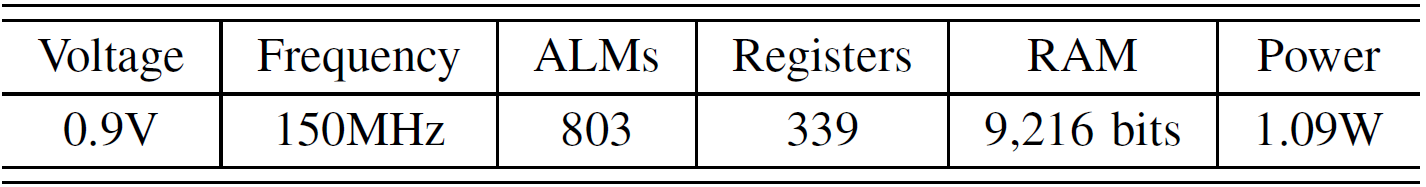 Voltage Frequency ALMs Registers RAM Power
0.9V 150MHz 803 339 9,216 bits 1.09W